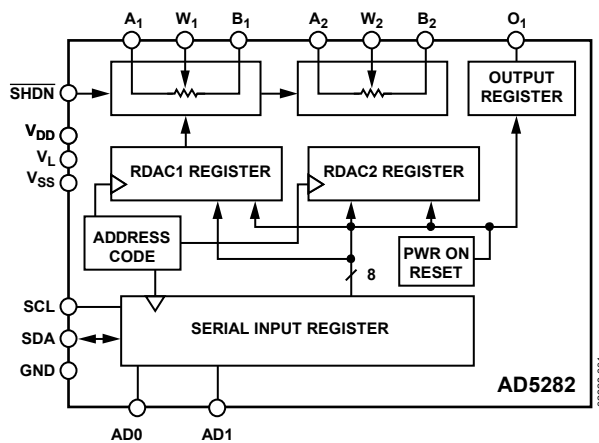 A1 W1 B1 A2 W2 B2 O1
SHDN
OUTPUT
REGISTER
VDD
VL
VSS
RDAC1 REGISTER
RDAC2 REGISTER
ADDRESS
CODE
PWR ON
RESET
8
SCL
SERIAL INPUT REGISTER
SDA
GND
AD5282
AD0 AD1